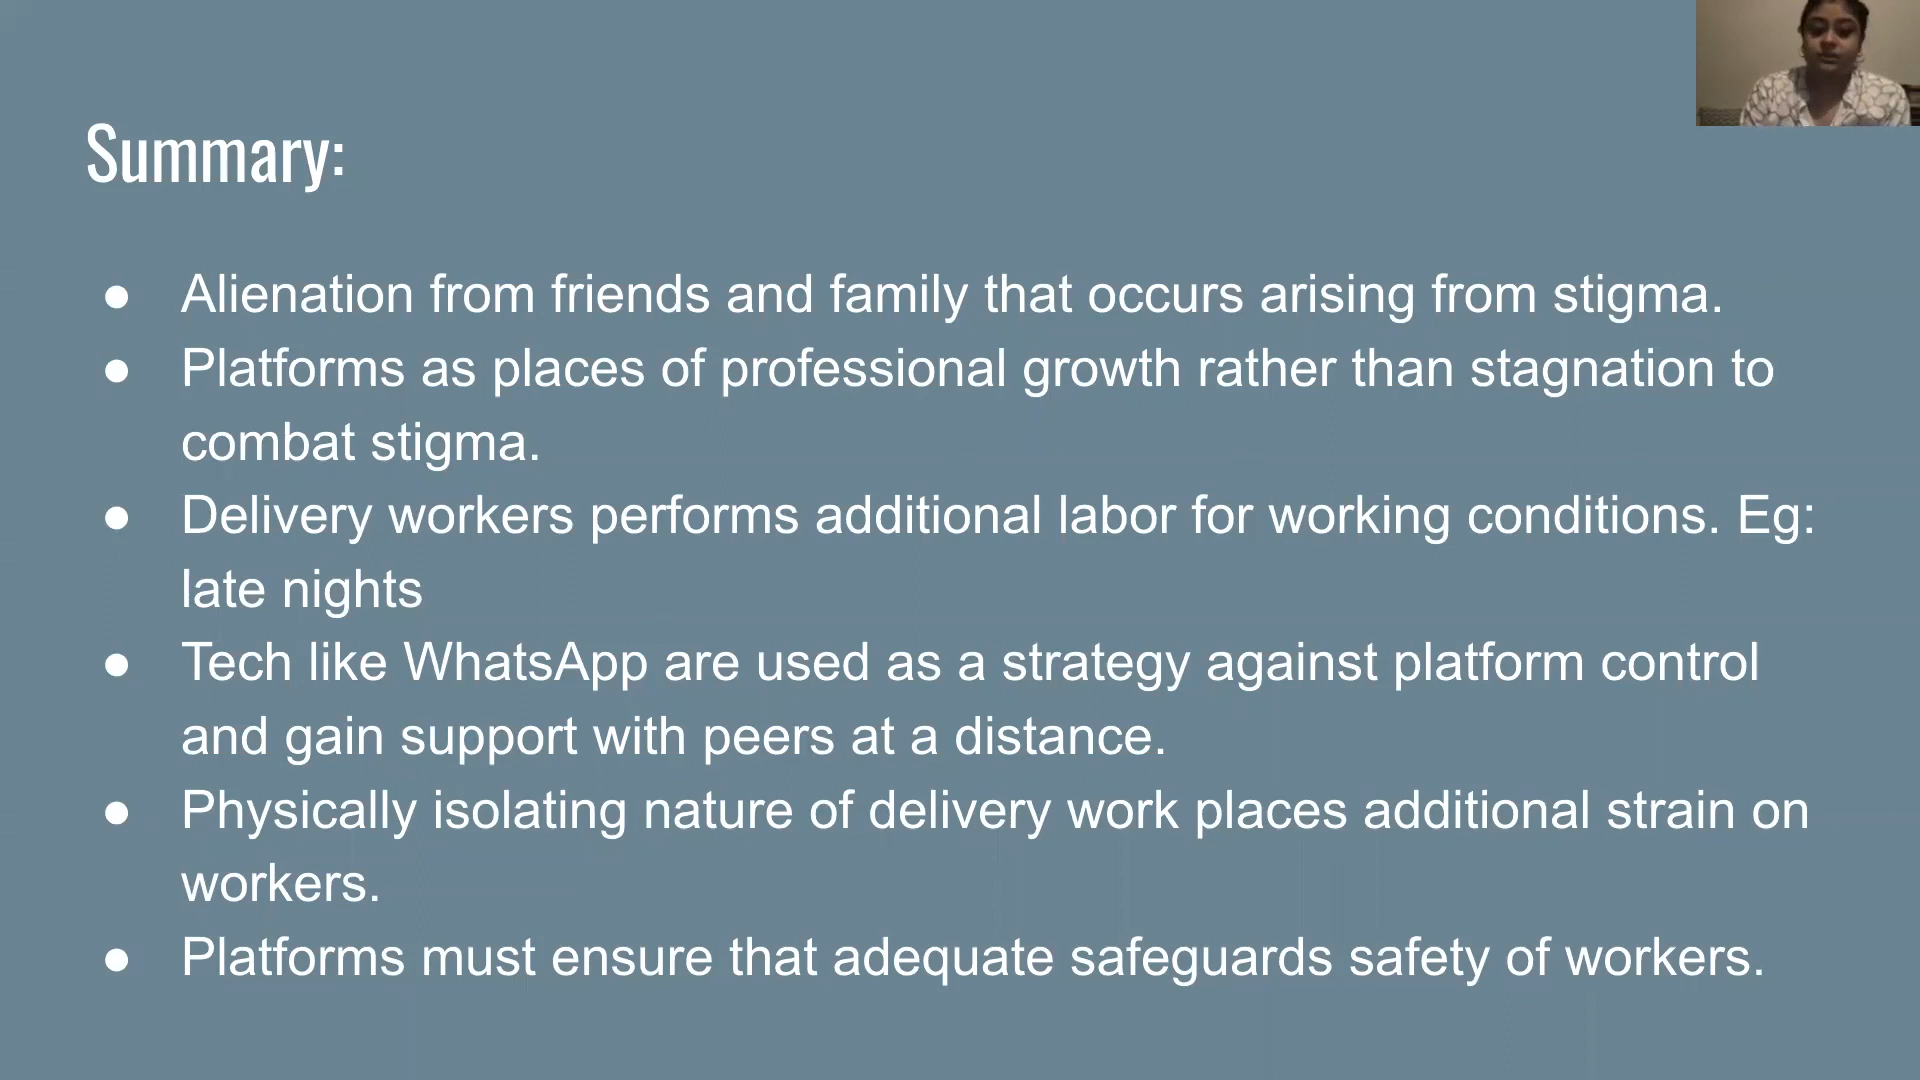 Summary:
● Alienation from friends and family that occurs arising from stigma.
● Platforms as places of professional growth rather than stagnation to
combat stigma.
● Delivery workers performs additional labor for working conditions. Eg:
late nights
● Tech like WhatsApp are used as a strategy against platform control
and gain support with peers at a distance.
● Physically isolating nature of delivery work places additional strain on
workers.
● Platforms must ensure that adequate safeguards safety of workers.